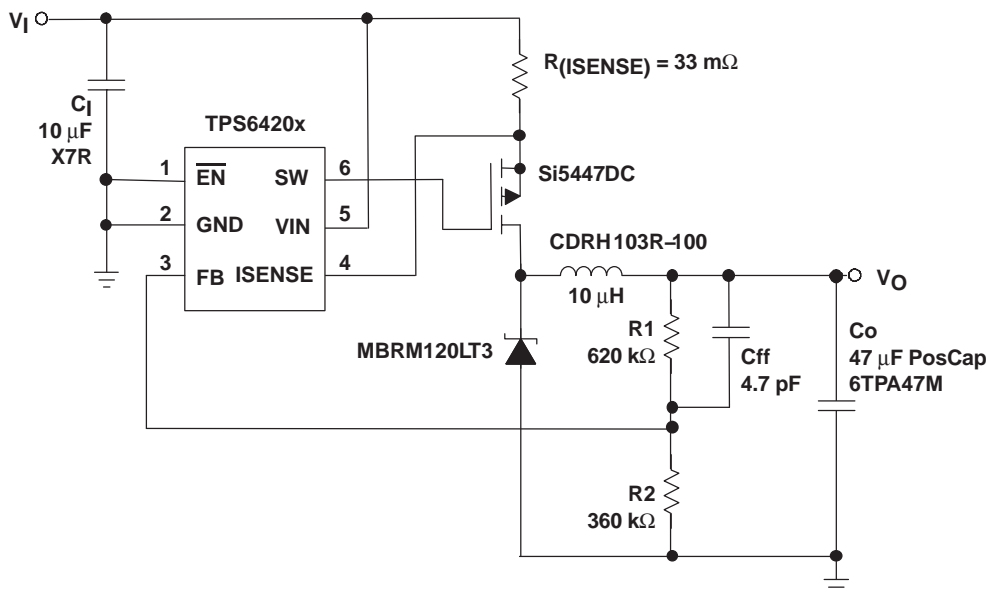 VI
R(ISENSE) = 33 mΩ
CI
10 μF
X7R
TPS6420x
1
EN
SW
6
Si5447DC
2
GND
VIN
5
3
FB
ISENSE
4
CDRH103R–100
10 μH
VO
MBRM120LT3
R1
620 kΩ
Cff
4.7 pF
Co
47 μF PosCap
6TPA47M
R2
360 kΩ